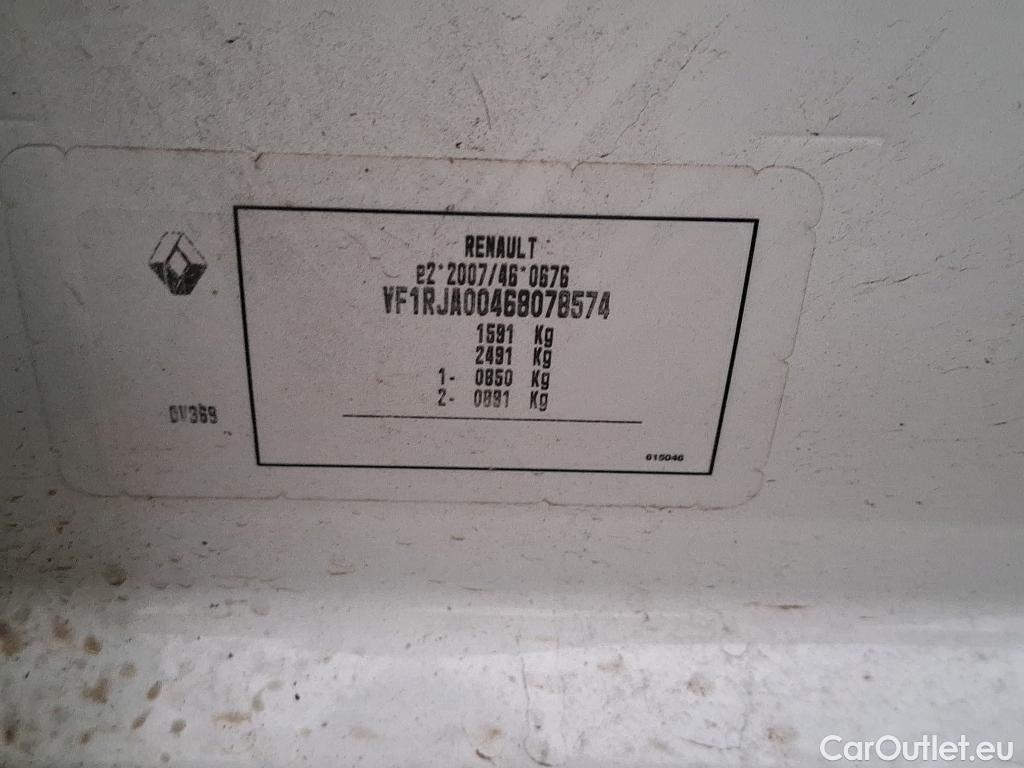 RENAULT
e2*2007/46*0676
VF1RJA00468078574
1591 Kg
2491 Kg
1- 0850 Kg
2- 0891 Kg
GV369
615046
CarOutlet.eu